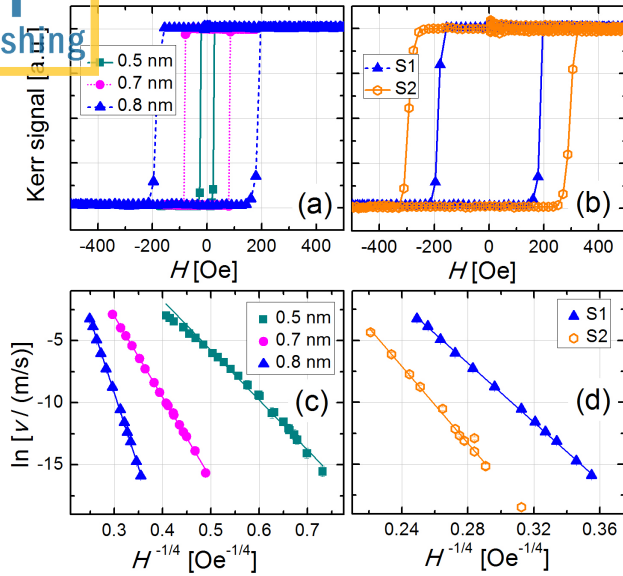 shing
Kerr signal [a.u.]
0.5 nm
0.7 nm
0.8 nm
(a)
-400 -200 0 200 400
H [Oe]
S1
S2
(b)
-400 -200 0 200 400
H [Oe]
ln [v / (m/s)]
-5
-10
-15
0.5 nm
0.7 nm
0.8 nm
(c)
0.3 0.4 0.5 0.6 0.7
H -1/4 [Oe-1/4]
S1
S2
(d)
0.24 0.28 0.32 0.36
H -1/4 [Oe-1/4]